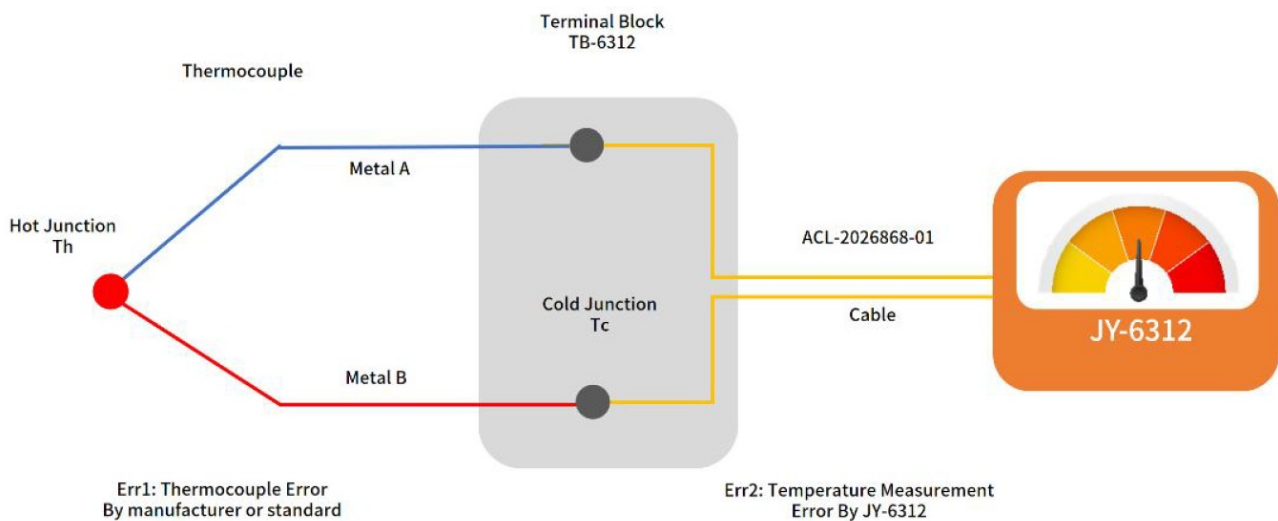 Terminal Block
TB-6312
Thermocouple
Metal A
Hot Junction
Th
ACL-2026868-01
Cold Junction
Tc
Cable
JY-6312
Metal B
Err1: Thermocouple Error
By manufacturer or standard
Err2: Temperature Measurement
Error By JY-6312